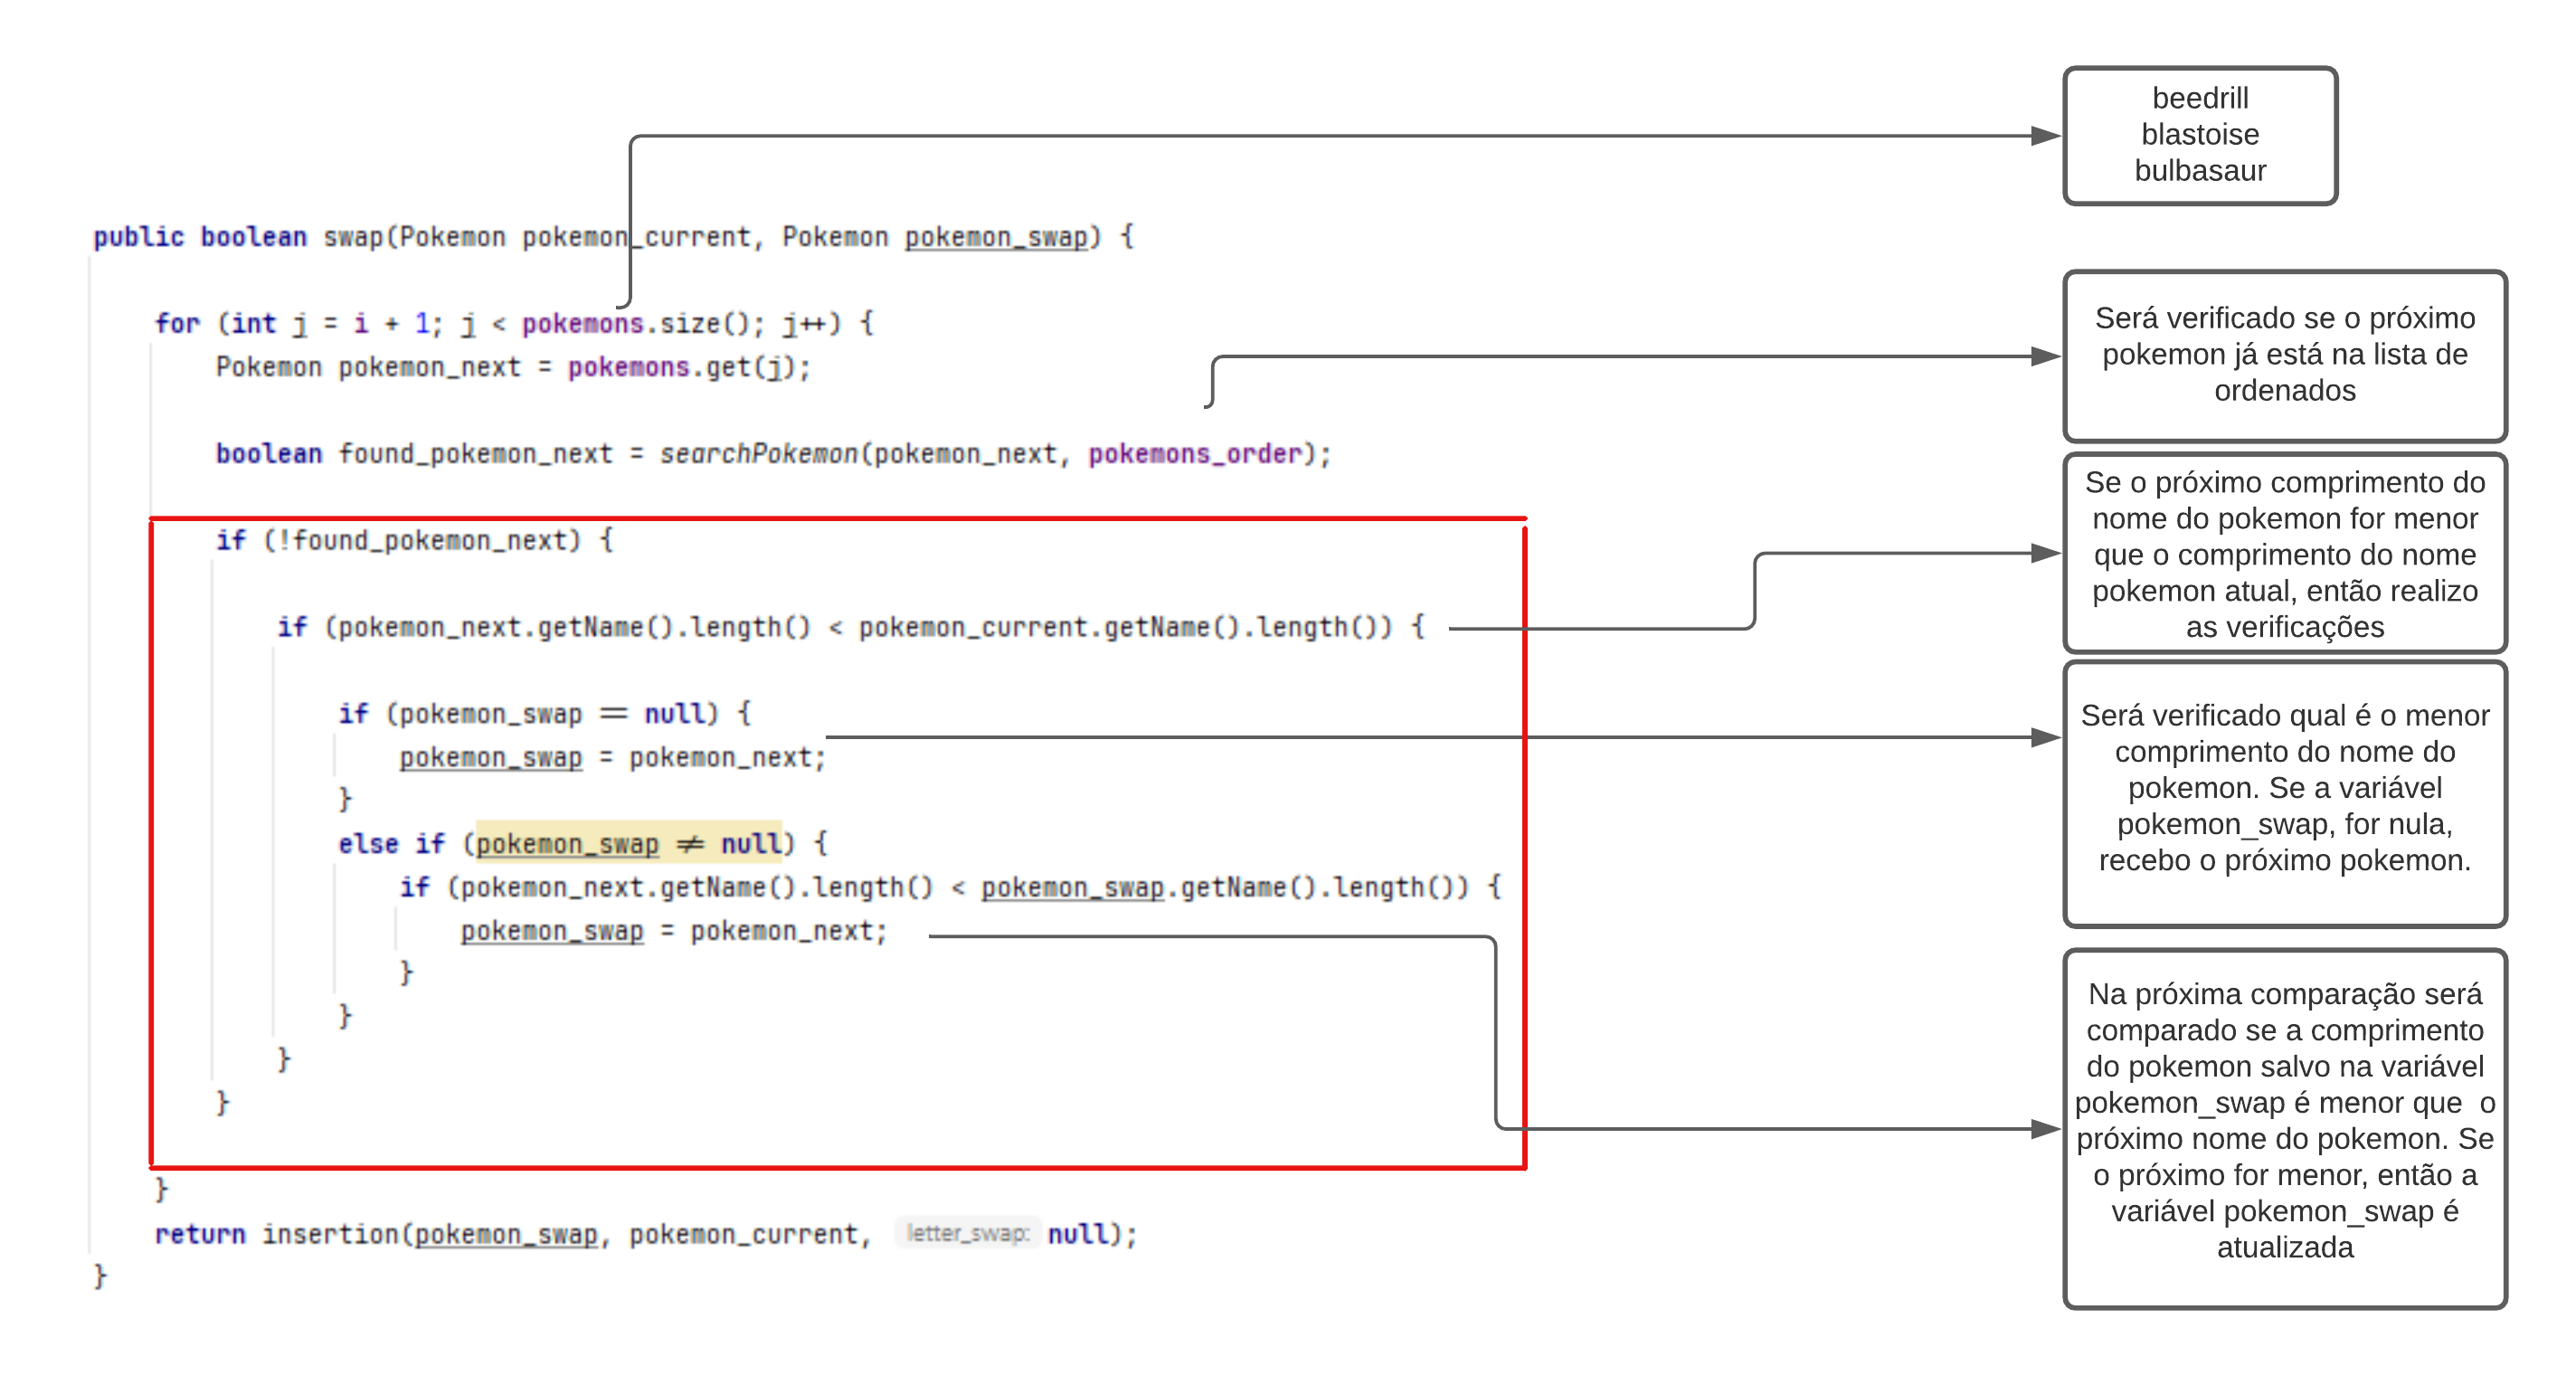 beedrill
blastoise
bulbasaur
public boolean swap(Pokemon pokemon_current, Pokemon pokemon_swap) {
for (int j = i + 1; j < pokemons.size(); j++) {
Pokemon pokemon_next = pokemons.get(j);
boolean found_pokemon_next = searchPokemon(pokemon_next, pokemons_order);
if (!found_pokemon_next) {
if (pokemon_next.getName().length() < pokemon_current.getName().length()) {
if (pokemon_swap == null) {
pokemon_swap = pokemon_next;
}
else if (pokemon_swap ≠ null) {
if (pokemon_next.getName().length() < pokemon_swap.getName().length()) {
pokemon_swap = pokemon_next;
}
}
}
}
}
return insertion(pokemon_swap, pokemon_current, letter_swap: null);
}
Será verificado se o próximo
pokemon já está na lista de
ordenados
Se o próximo comprimento do
nome do pokemon for menor
que o comprimento do nome
pokemon atual, então realizo
as verificações
Será verificado qual é o menor
comprimento do nome do
pokemon. Se a variável
pokemon_swap, for nula,
recebo o próximo pokemon.
Na próxima comparação será
comparado se a comprimento
do pokemon salvo na variável
pokemon_swap é menor que  o
próximo nome do pokemon. Se
o próximo for menor, então a
variável pokemon_swap é
atualizada